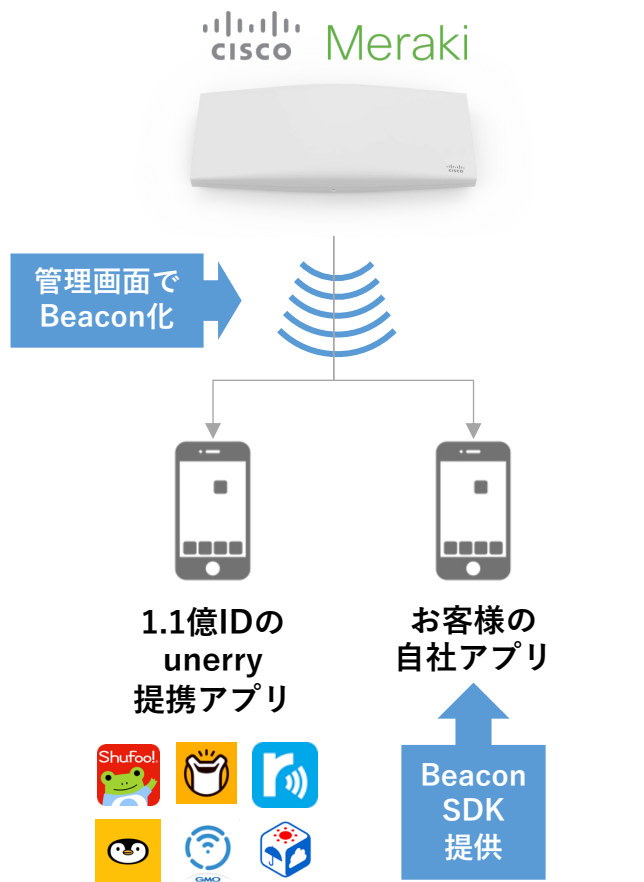 CISCO Meraki
CISCO
管理画面で
Beacon化
1.1億IDの
unerry
提携アプリ
お客様の
自社アプリ
Shufoo!
GMO
Beacon
SDK
提供